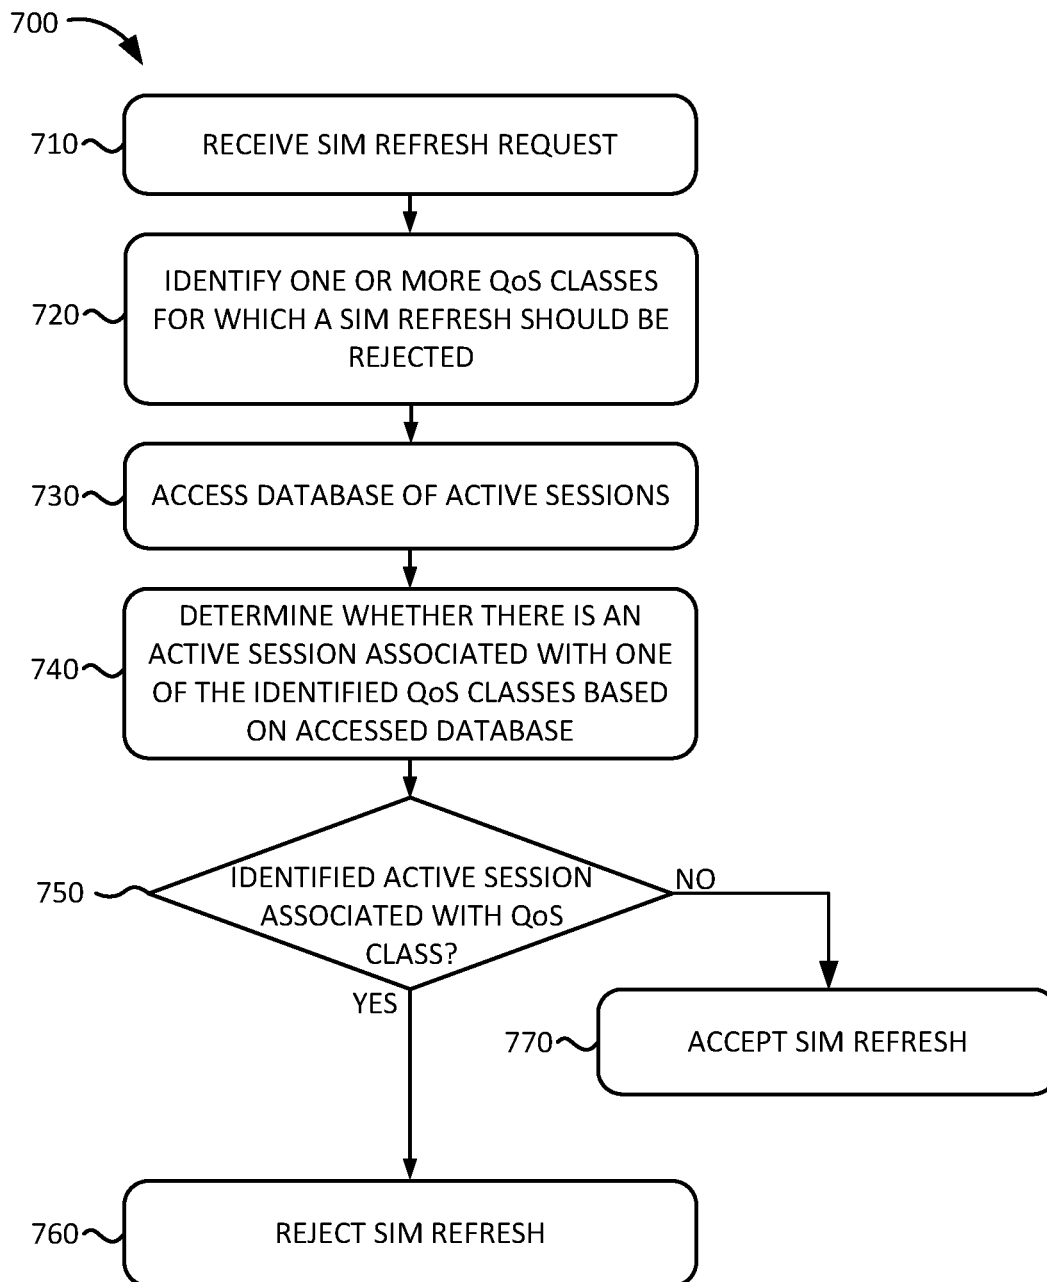 700
710
RECEIVE SIM REFRESH REQUEST
720
IDENTIFY ONE OR MORE QoS CLASSES
FOR WHICH A SIM REFRESH SHOULD BE
REJECTED
730
ACCESS DATABASE OF ACTIVE SESSIONS
740
DETERMINE WHETHER THERE IS AN
ACTIVE SESSION ASSOCIATED WITH ONE
OF THE IDENTIFIED QoS CLASSES BASED
ON ACCESSED DATABASE
750
IDENTIFIED ACTIVE SESSION
ASSOCIATED WITH QoS
CLASS?
NO
YES
770
ACCEPT SIM REFRESH
760
REJECT SIM REFRESH